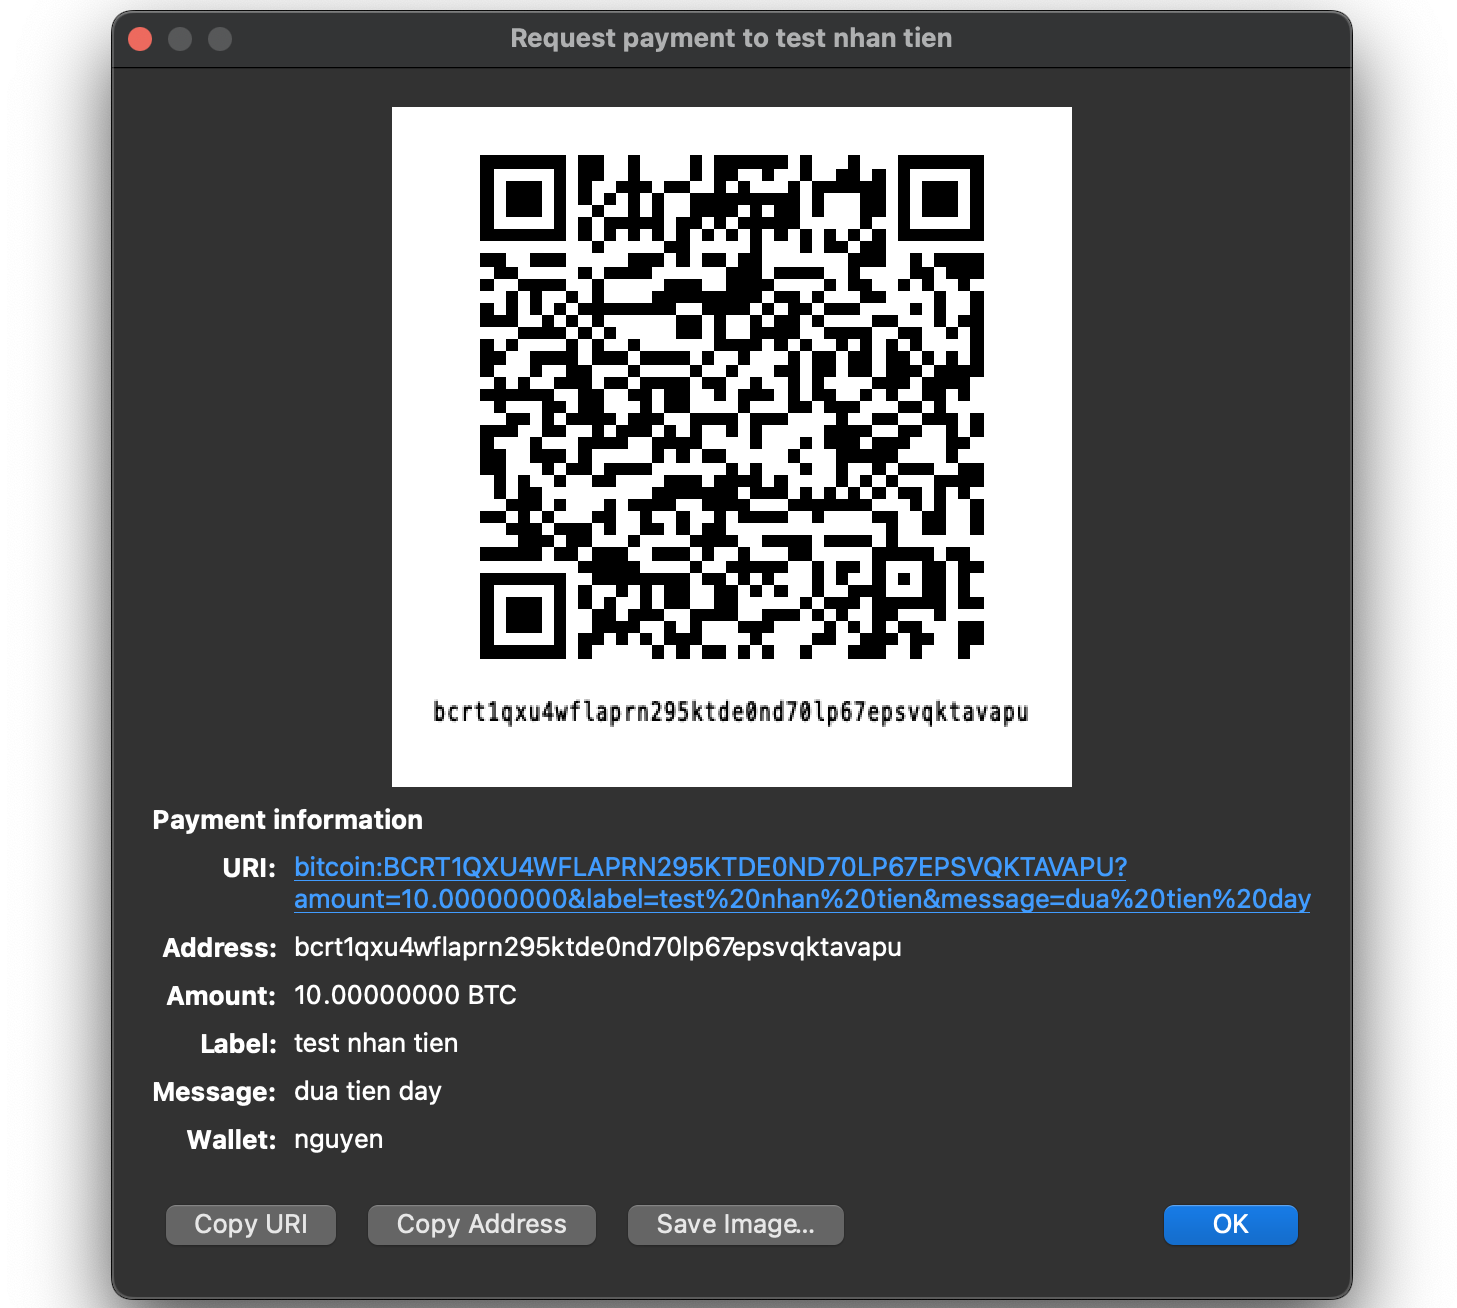 Request payment to test nhan tien
bcrt1qxu4wflaprn295ktde0nd70lp67epsvqktavapu
Payment information
URI: bitcoin:BCRT1QXU4WFLAPRN295KTDE0ND70LP67EPSVQKTAVAPU?
amount=10.00000000&label=test%20nhan%20tien&message=dua%20tien%20day
Address: bcrt1qxu4wflaprn295ktde0nd70lp67epsvqktavapu
Amount: 10.00000000 BTC
Label: test nhan tien
Message: dua tien day
Wallet: nguyen
Copy URI Copy Address Save Image... OK